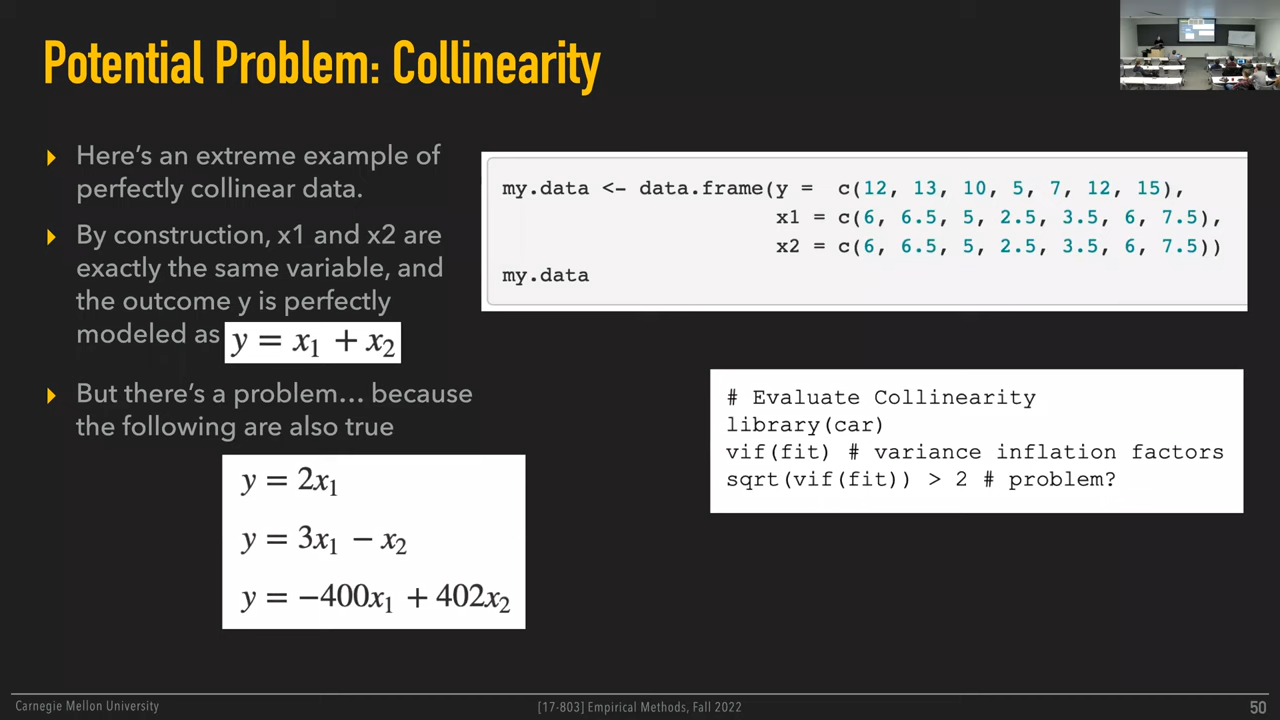 Potential Problem: Collinearity
▸ Here’s an extreme example of
perfectly collinear data.
▸ By construction, x1 and x2 are
exactly the same variable, and
the outcome y is perfectly
modeled as y = x₁ + x₂
▸ But there’s a problem… because
the following are also true
y = 2x₁
y = 3x₁ − x₂
y = −400x₁ + 402x₂
my.data <- data.frame(y = c(12, 13, 10, 5, 7, 12, 15),
x1 = c(6, 6.5, 5, 2.5, 3.5, 6, 7.5),
x2 = c(6, 6.5, 5, 2.5, 3.5, 6, 7.5))
my.data
# Evaluate Collinearity
library(car)
vif(fit) # variance inflation factors
sqrt(vif(fit)) > 2 # problem?
Carnegie Mellon University
[17-803] Empirical Methods, Fall 2022
50